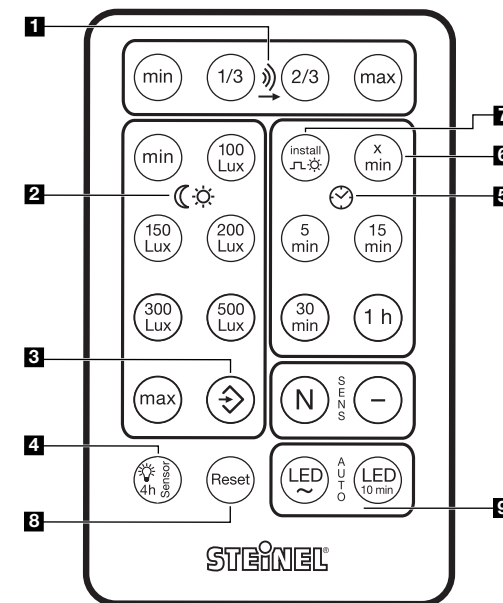 1
min 1/3 2/3 max
7
min 100 Lux install x min
6
2
5
150 Lux 200 Lux 5 min 15 min
300 Lux 500 Lux 30 min 1 h
3
max N SENS –
4
4h Sensor Reset LED ~ AUTO LED 10 min
8
9
STEINEL®